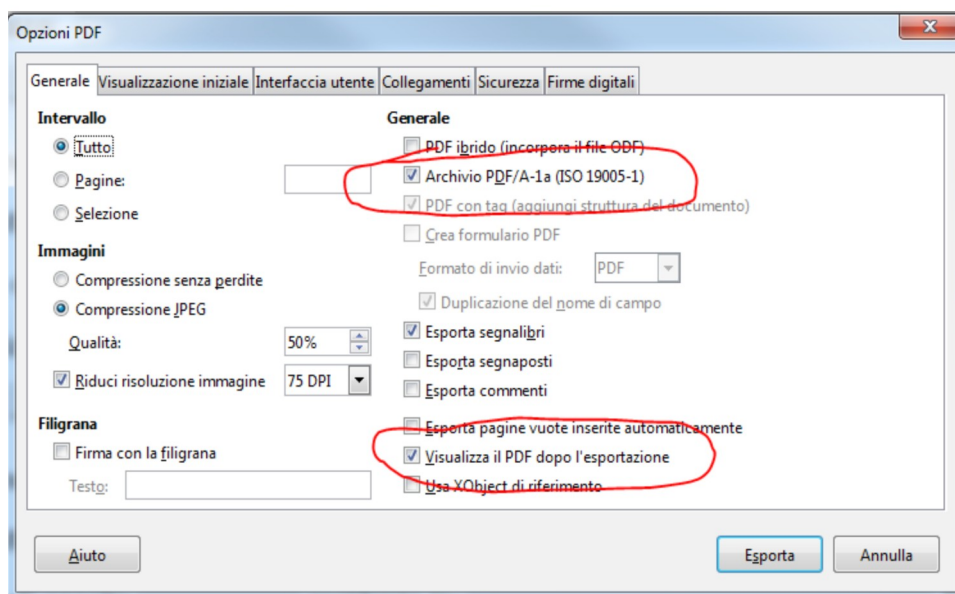 Opzioni PDF
Generale Visualizzazione iniziale Interfaccia utente Collegamenti Sicurezza Firme digitali
Intervallo
Tutto
Pagine:
Selezione
Immagini
Compressione senza perdite
Compressione JPEG
Qualità: 50%
Riduci risoluzione immagine 75 DPI
Filigrana
Firma con la filigrana
Testo:
Generale
PDF ibrido (incorpora il file ODF)
Archivio PDF/A-1a (ISO 19005-1)
PDF con tag (aggiungi struttura del documento)
Crea formulario PDF
Formato di invio dati: PDF
Duplicazione del nome di campo
Esporta segnalibri
Esporta segnaposti
Esporta commenti
Esporta pagine vuote inserite automaticamente
Visualizza il PDF dopo l'esportazione
Usa XObject di riferimento
Aiuto Esporta Annulla